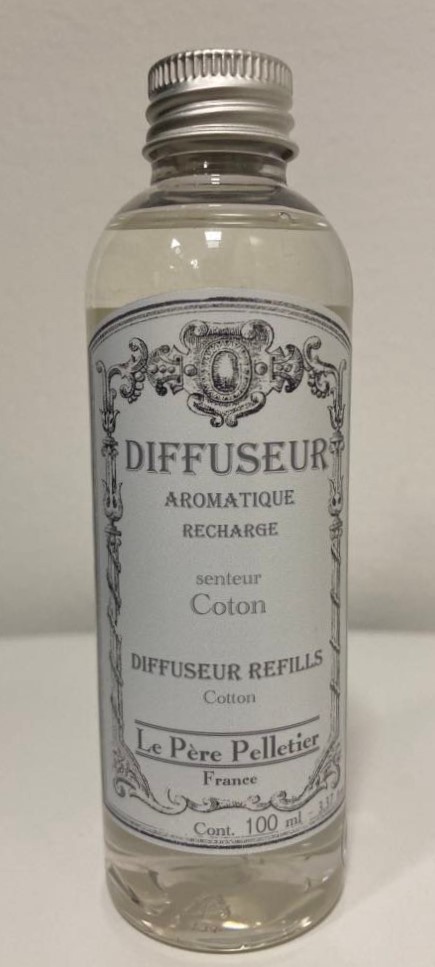 DIFFUSEUR
AROMATIQUE
RECHARGE
senteur
Coton
DIFFUSEUR REFILLS
Cotton
Le Père Pelletier
France
Cont. 100 ml -